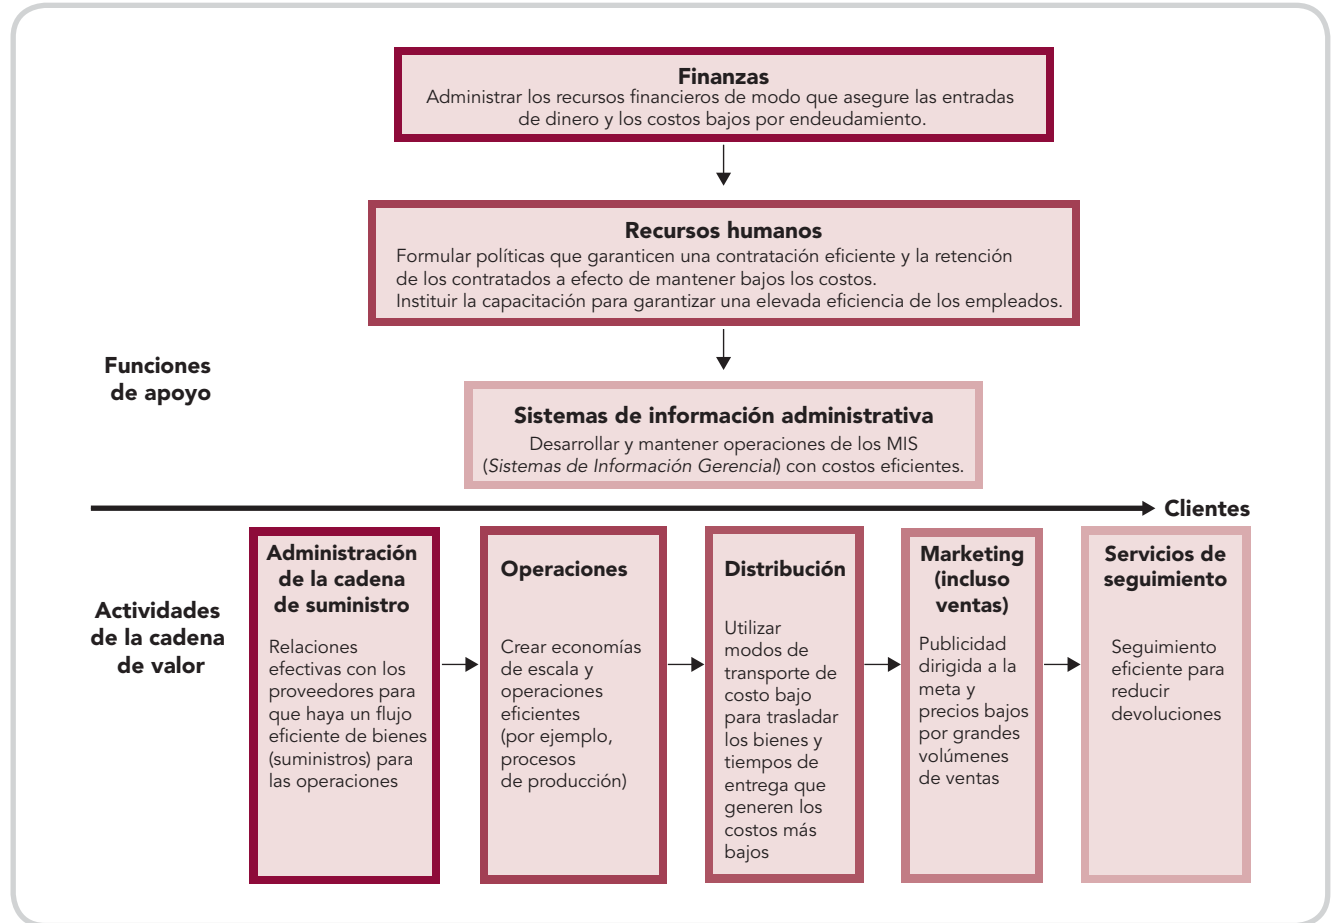 Finanzas
Administrar los recursos financieros de modo que asegure las entradas
de dinero y los costos bajos por endeudamiento.
Recursos humanos
Formular políticas que garanticen una contratación eficiente y la retención
de los contratados a efecto de mantener bajos los costos.
Instituir la capacitación para garantizar una elevada eficiencia de los empleados.
Funciones
de apoyo
Sistemas de información administrativa
Desarrollar y mantener operaciones de los MIS
(Sistemas de Información Gerencial) con costos eficientes.
Clientes
Actividades
de la cadena
de valor
Administración
de la cadena
de suministro
Relaciones
efectivas con los
proveedores para
que haya un flujo
eficiente de bienes
(suministros) para
las operaciones
Operaciones
Crear economías
de escala y
operaciones
eficientes
(por ejemplo,
procesos
de producción)
Distribución
Utilizar
modos de
transporte de
costo bajo
para trasladar
los bienes y
tiempos de
entrega que
generen los
costos más
bajos
Marketing
(incluso
ventas)
Publicidad
dirigida a la
meta y
precios bajos
por grandes
volúmenes
de ventas
Servicios de
seguimiento
Seguimiento
eficiente para
reducir
devoluciones